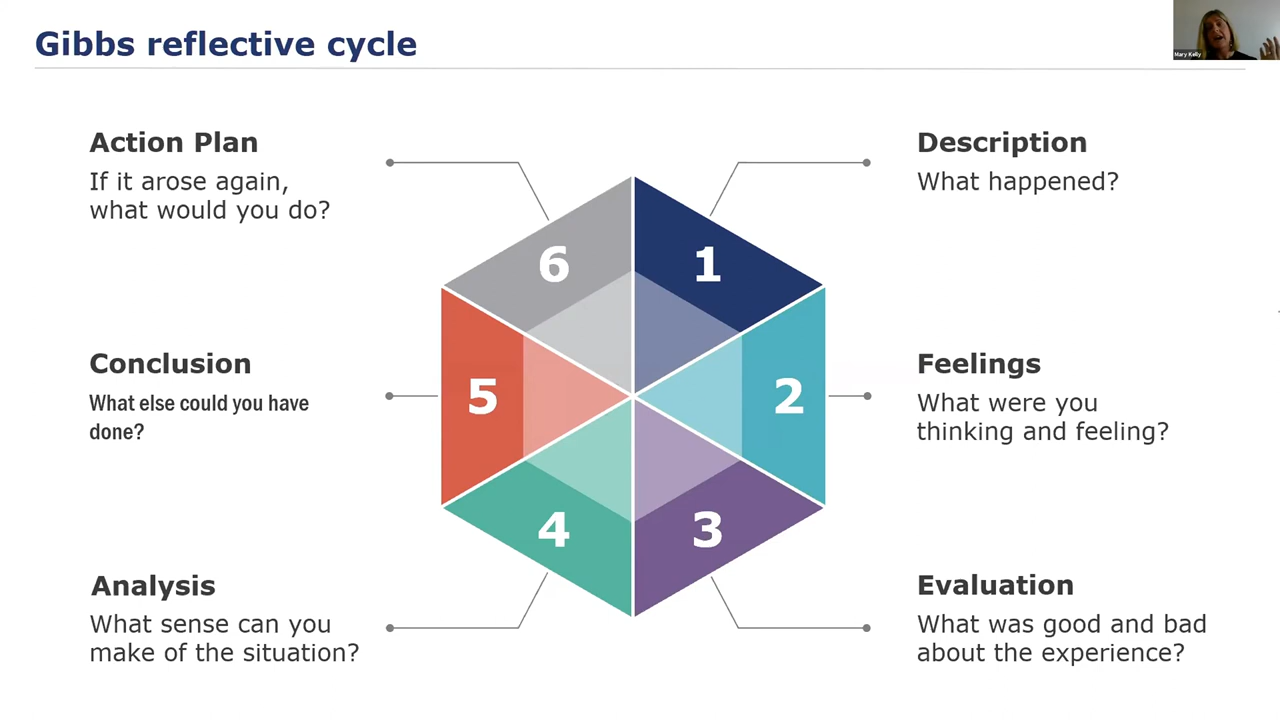 Gibbs reflective cycle
Mary Kelly
Action Plan
If it arose again,
what would you do?
Description
What happened?
6
1
Conclusion
What else could you have
done?
5
2
Feelings
What were you
thinking and feeling?
4
3
Analysis
What sense can you
make of the situation?
Evaluation
What was good and bad
about the experience?